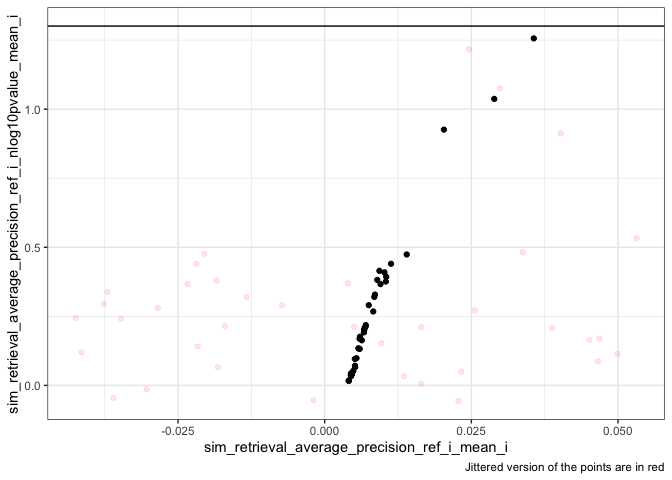 sim_retrieval_average_precision_ref_i_nlog10pvalue_mean_i
1.0
0.5
0.0
-0.025
0.000
0.025
0.050
sim_retrieval_average_precision_ref_i_mean_i
Jittered version of the points are in red